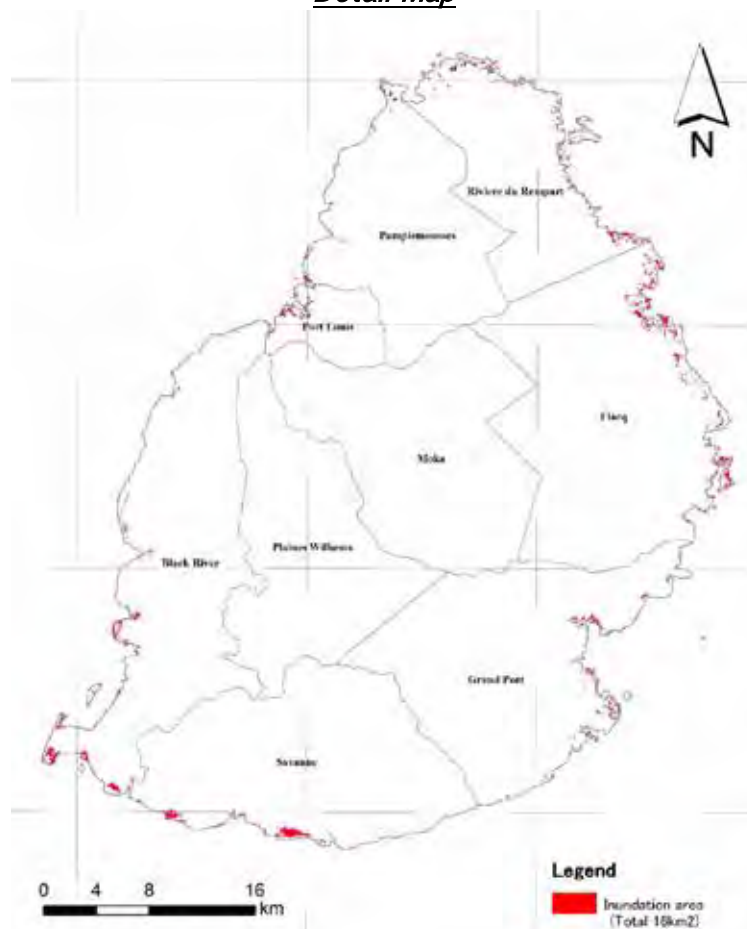 Detail Map
N
Riviere du Rempart
Pamplemousses
Port Louis
Flacq
Moka
Plaines Wilhems
Black River
Grand Port
Savanne
Legend
Inundation area
(Total 16km2)
0 4 8 16
km